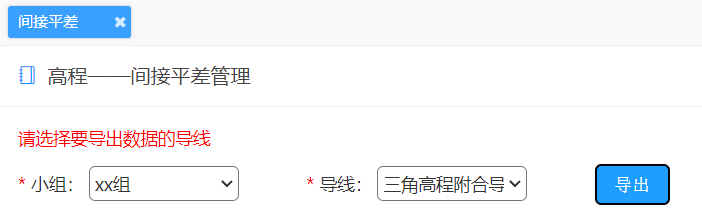 间接平差 ×
高程——间接平差管理
请选择要导出数据的导线
* 小组： xx组 * 导线： 三角高程附合导 导出